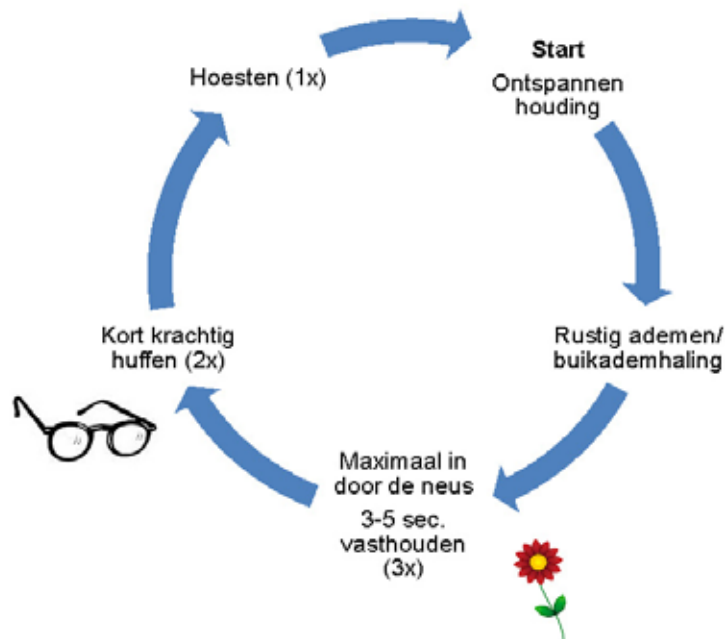 Start
Ontspannen
houding
Rustig ademen/
buikademhaling
Maximaal in
door de neus
3-5 sec.
vasthouden
(3x)
Kort krachtig
huffen (2x)
Hoesten (1x)